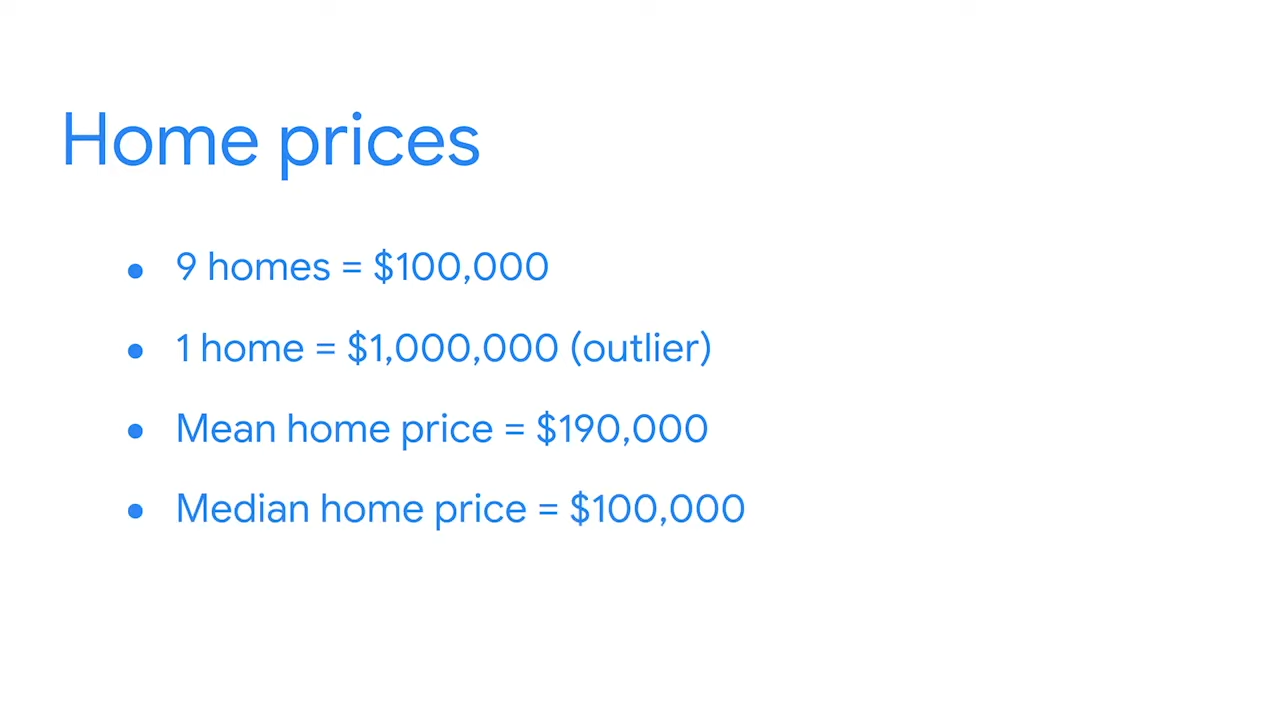 Home prices
● 9 homes = $100,000
● 1 home = $1,000,000 (outlier)
● Mean home price = $190,000
● Median home price = $100,000